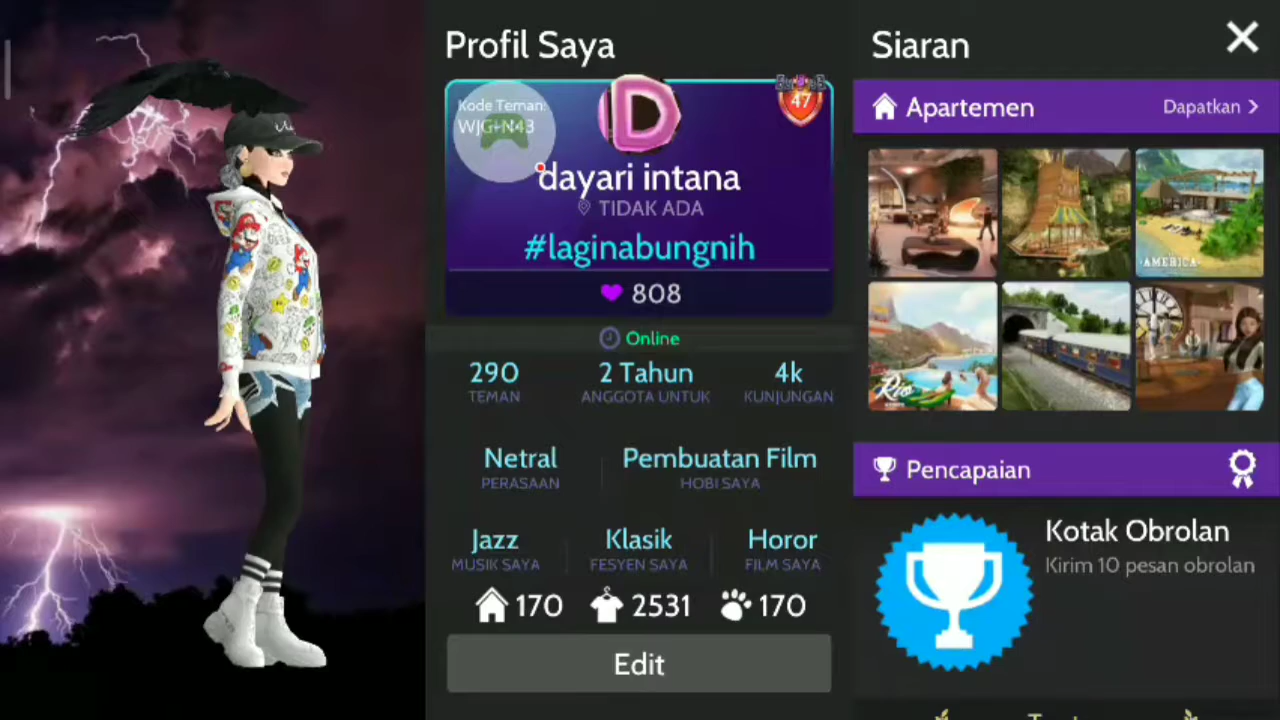 Profil Saya
Kode Teman:
D
47
dayari intana
TIDAK ADA
#laginabungnih
808
Online
290
TEMAN
2 Tahun
ANGGOTA UNTUK
4k
KUNJUNGAN
Netral
PERASAAN
Pembuatan Film
HOBI SAYA
Jazz
MUSIK SAYA
Klasik
FESYEN SAYA
Horor
FILM SAYA
170
2531
170
Edit
Siaran
Apartemen
Dapatkan
AMERICA
Rio
Pencapaian
Kotak Obrolan
Kirim 10 pesan obrolan